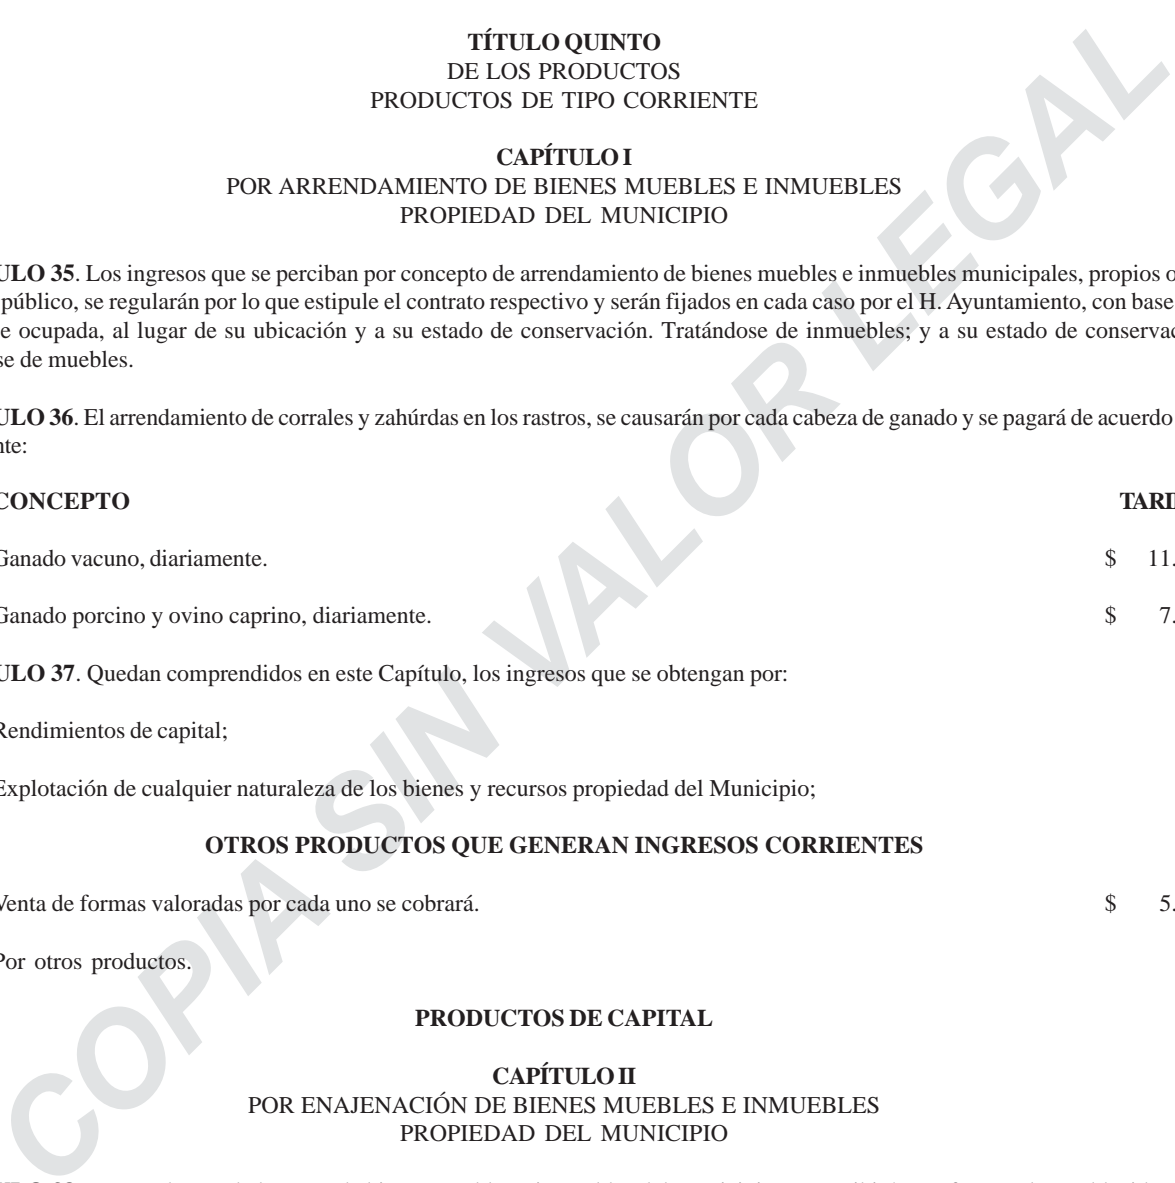 TÍTULO QUINTO
DE LOS PRODUCTOS
PRODUCTOS DE TIPO CORRIENTE
CAPÍTULO I
POR ARRENDAMIENTO DE BIENES MUEBLES E INMUEBLES
PROPIEDAD DEL MUNICIPIO
ULO 35. Los ingresos que se perciban por concepto de arrendamiento de bienes muebles e inmuebles municipales, propios o
público, se regularán por lo que estipule el contrato respectivo y serán fijados en cada caso por el H. Ayuntamiento, con base
e ocupada, al lugar de su ubicación y a su estado de conservación. Tratándose de inmuebles; y a su estado de conservac
se de muebles.
ULO 36. El arrendamiento de corrales y zahúrdas en los rastros, se causarán por cada cabeza de ganado y se pagará de acuerdo
nte:
CONCEPTO TARI
Ganado vacuno, diariamente. $ 11.
Ganado porcino y ovino caprino, diariamente. $ 7.
ULO 37. Quedan comprendidos en este Capítulo, los ingresos que se obtengan por:
Rendimientos de capital;
Explotación de cualquier naturaleza de los bienes y recursos propiedad del Municipio;
OTROS PRODUCTOS QUE GENERAN INGRESOS CORRIENTES
Venta de formas valoradas por cada uno se cobrará. $ 5.
Por otros productos.
PRODUCTOS DE CAPITAL
CAPÍTULO II
POR ENAJENACIÓN DE BIENES MUEBLES E INMUEBLES
PROPIEDAD DEL MUNICIPIO
COPIA SIN VALOR LEGAL